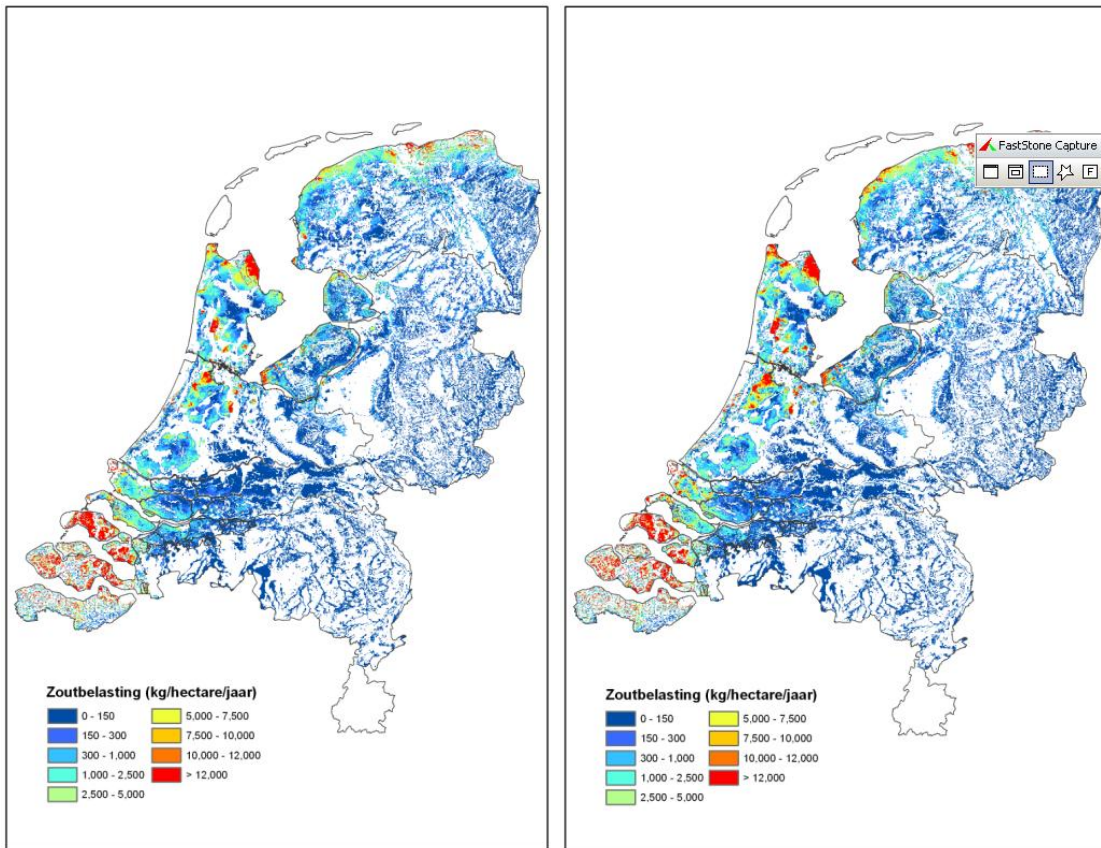 FastStone Capture
F
Zoutbelasting (kg/hectare/jaar)
0 - 150
150 - 300
300 - 1,000
1,000 - 2,500
2,500 - 5,000
5,000 - 7,500
7,500 - 10,000
10,000 - 12,000
> 12,000
Zoutbelasting (kg/hectare/jaar)
0 - 150
150 - 300
300 - 1,000
1,000 - 2,500
2,500 - 5,000
5,000 - 7,500
7,500 - 10,000
10,000 - 12,000
> 12,000